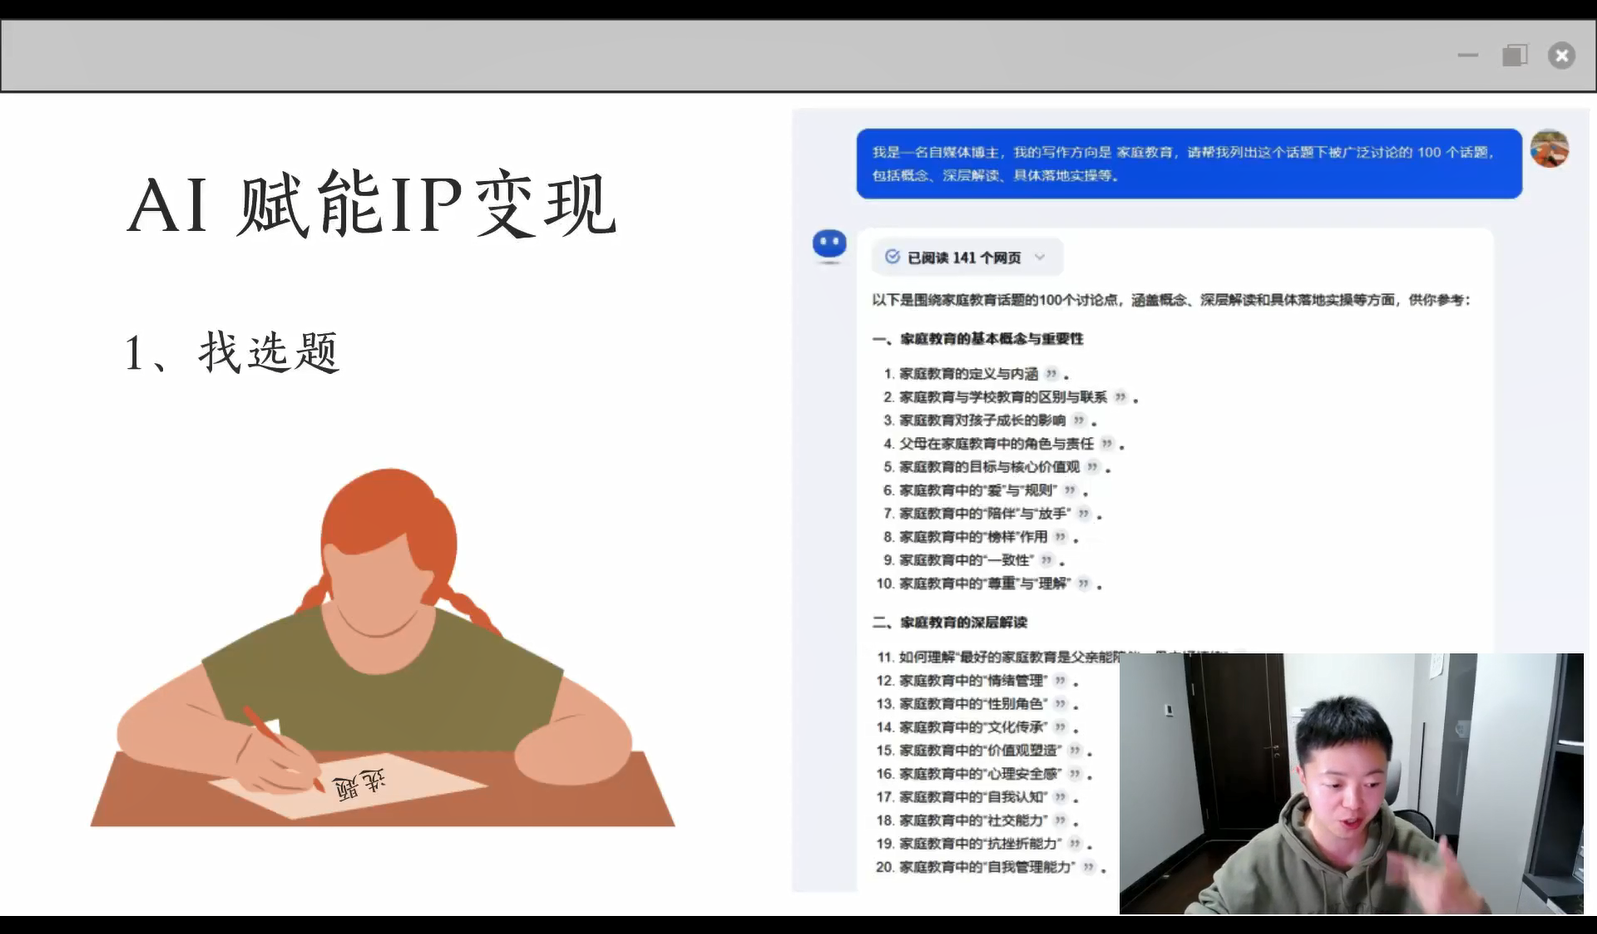 AI 赋能IP变现
1、找选题
选题
我是一名自媒体博主，我的写作方向是 家庭教育，请帮我列出这个话题下被广泛讨论的 100 个话题，
包括概念、深层解读、具体落地实操等。
已阅读 141 个网页
以下是围绕家庭教育话题的100个讨论点，涵盖概念、深层解读和具体落地实操等方面，供你参考：
一、家庭教育的基本概念与重要性
1. 家庭教育的定义与内涵 。
2. 家庭教育与学校教育的区别与联系 。
3. 家庭教育对孩子成长的影响 。
4. 父母在家庭教育中的角色与责任 。
5. 家庭教育的目标与核心价值观 。
6. 家庭教育中的“爱”与“规则” 。
7. 家庭教育中的“陪伴”与“放手” 。
8. 家庭教育中的“榜样”作用 。
9. 家庭教育中的“一致性” 。
10. 家庭教育中的“尊重”与“理解” 。
二、家庭教育的深层解读
11. 如何理解“最好的家庭教育是父亲能
12. 家庭教育中的“情绪管理” 。
13. 家庭教育中的“性别角色” 。
14. 家庭教育中的“文化传承” 。
15. 家庭教育中的“价值观塑造” 。
16. 家庭教育中的“心理安全感” 。
17. 家庭教育中的“自我认知” 。
18. 家庭教育中的“社交能力” 。
19. 家庭教育中的“抗挫折能力” 。
20. 家庭教育中的“自我管理能力” 。